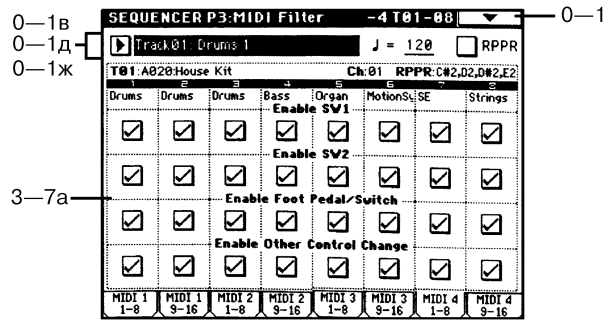 SEQUENCER P3:MIDI Filter -4 T01-08
0—1
0—1в
0—1д
Track01: Drums 1 ♩ = 120 RPPR
0—1ж
T01:A020:House Kit Ch:01 RPPR:C#2,D2,D#2,E2
1 2 3 4 5 6 7 8
Drums Drums Drums Bass Organ MotionSy SE Strings
Enable SW1
Enable SW2
3—7а
Enable Foot Pedal/Switch
Enable Other Control Change
MIDI 1 1-8 MIDI 1 9-16 MIDI 2 1-8 MIDI 2 9-16 MIDI 3 1-8 MIDI 3 9-16 MIDI 4 1-8 MIDI 4 9-16